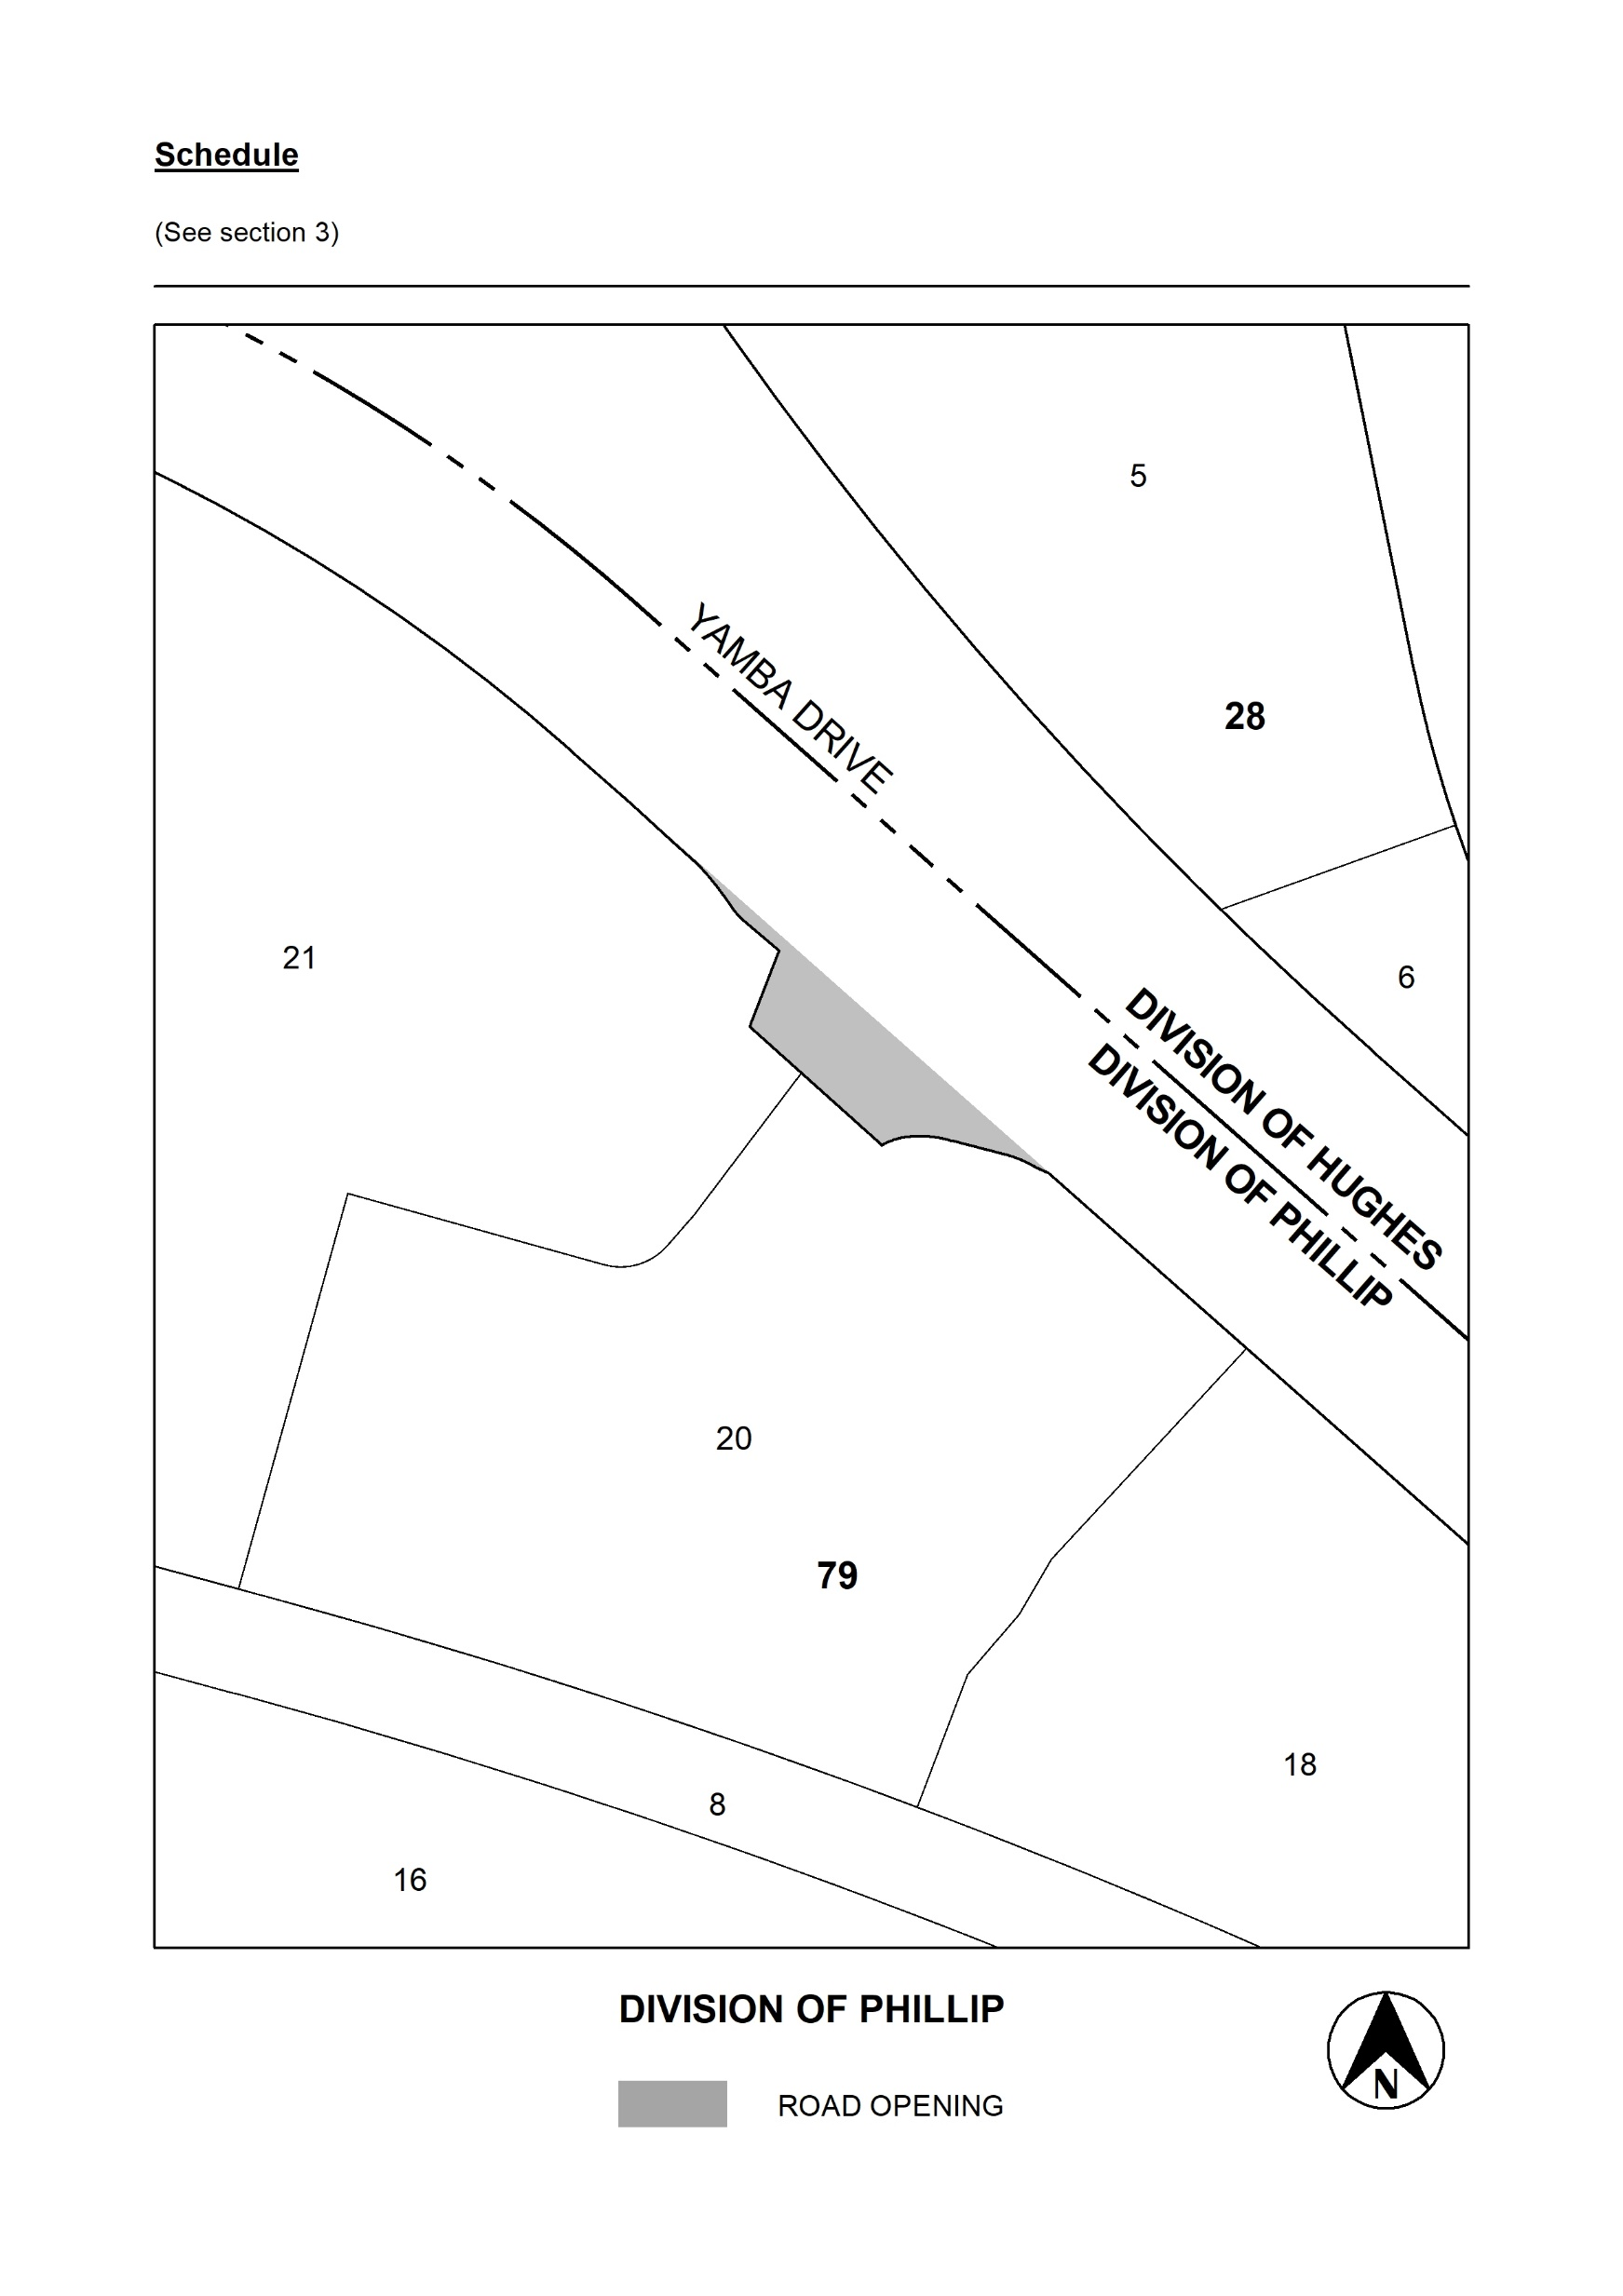 Schedule
(See section 3)
5
YAMBA DRIVE
28
21
6
DIVISION OF HUGHES
DIVISION OF PHILLIP
20
79
18
8
16
DIVISION OF PHILLIP
N
ROAD OPENING